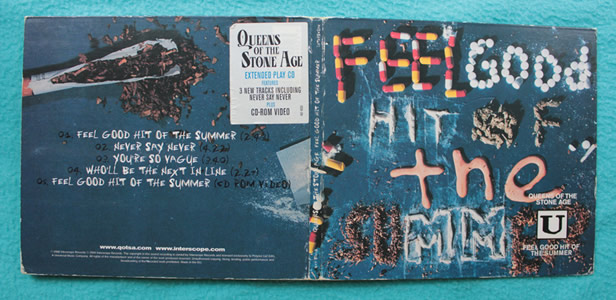 QUEENS
OF THE
STONE AGE
EXTENDED PLAY CD
FEATURES
3 NEW TRACKS INCLUDING
NEVER SAY NEVER
PLUS
CD-ROM VIDEO
01. FEEL GOOD HIT OF THE SUMMER (2.42)
02. NEVER SAY NEVER (4.22)
03. YOU'RE SO VAGUE (3.40)
04. WHO'LL BE THE NEXT IN LINE (2.27)
05. FEEL GOOD HIT OF THE SUMMER (CD ROM VIDEO)
www.qotsa.com www.interscope.com
QUEENS OF THE STONE AGE FEEL GOOD HIT OF THE SUMMER
FEEL GOOD
HIT OF
the
SUMMER
QUEENS OF THE
STONE AGE
U
FEEL GOOD HIT OF
THE SUMMER